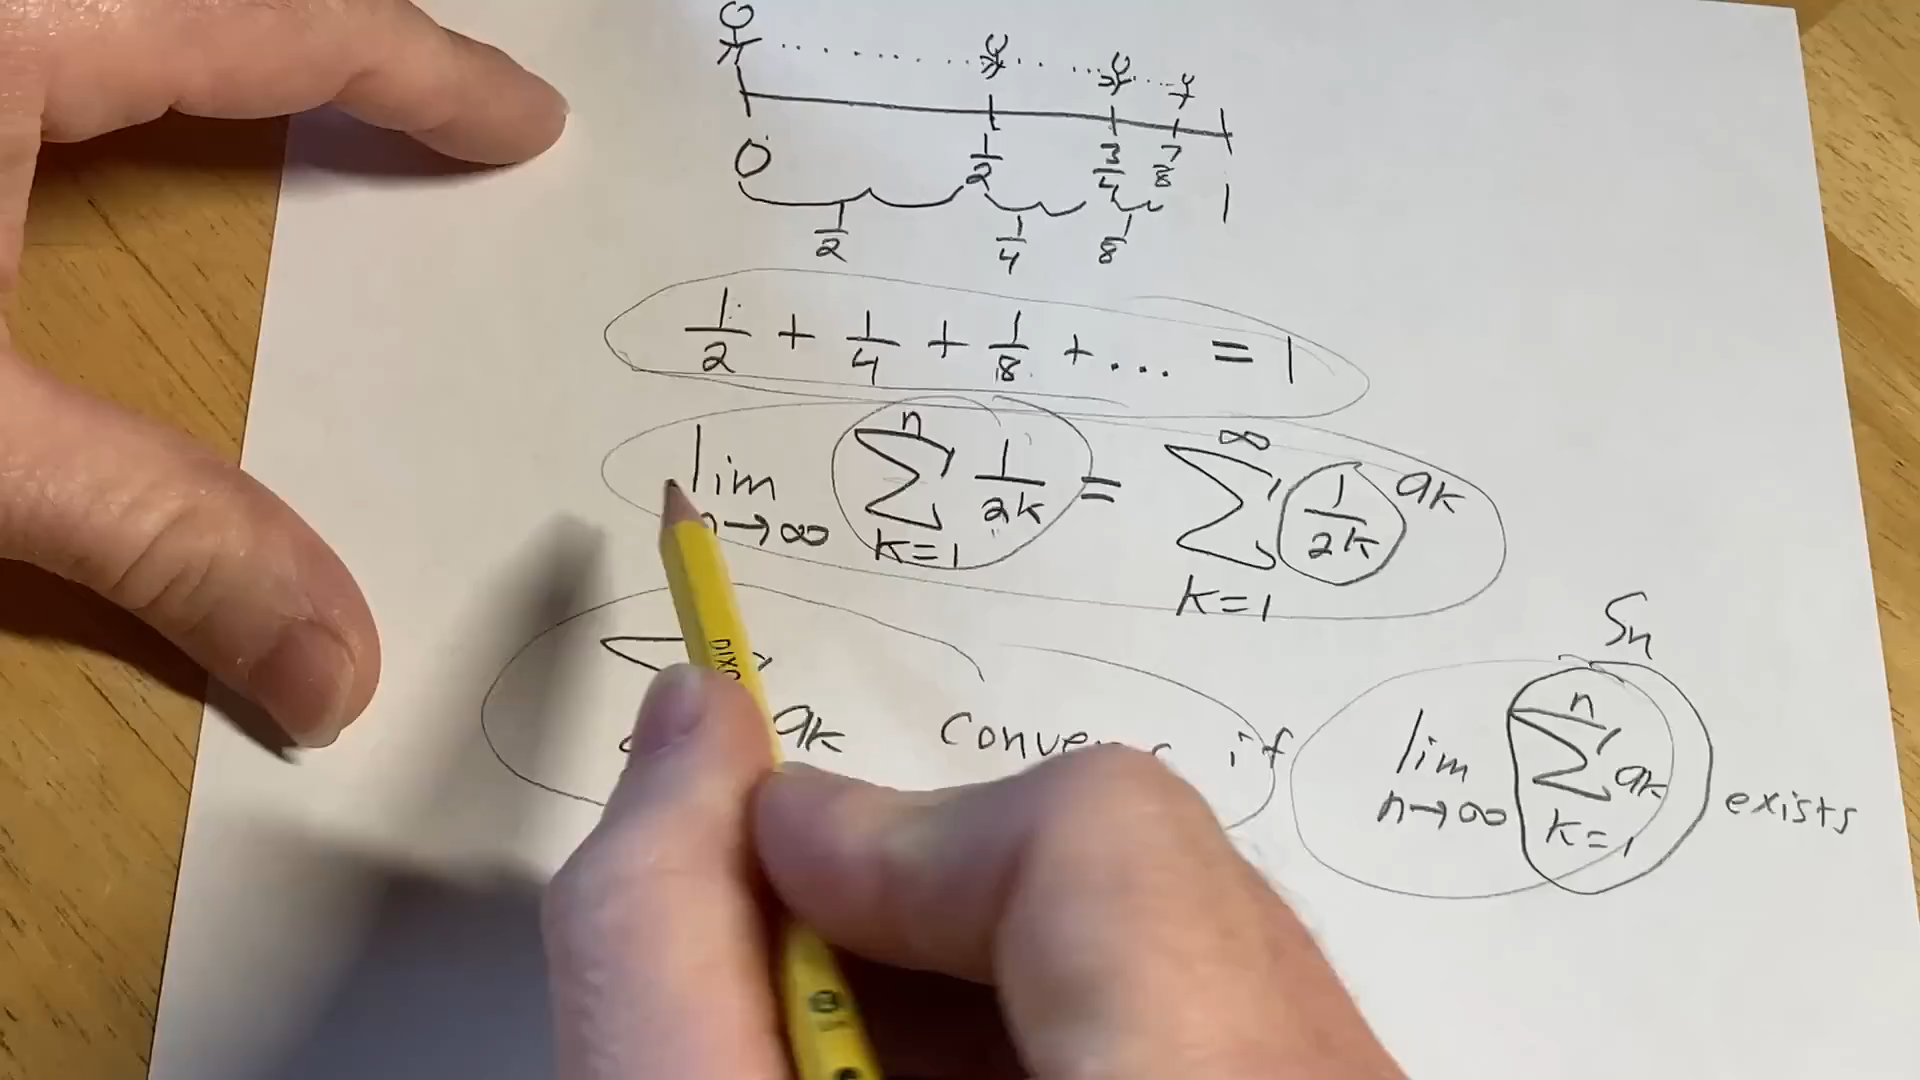 0 1/2 3/4 7/8 1
1/2 1/4 1/8
1/2 + 1/4 + 1/8 + ... = 1
lim n→∞ Σ n k=1 1/2k = Σ ∞ k=1 1/2k ak
Sn
ak if lim n→∞ Σ n k=1 ak exists